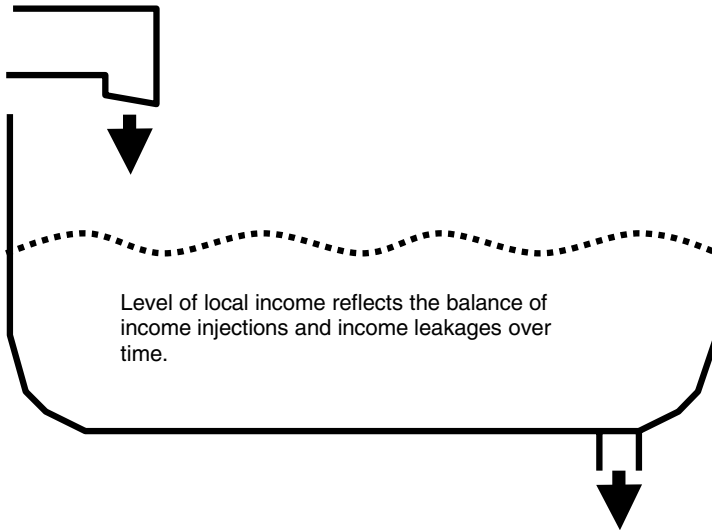 Level of local income reflects the balance of
income injections and income leakages over
time.